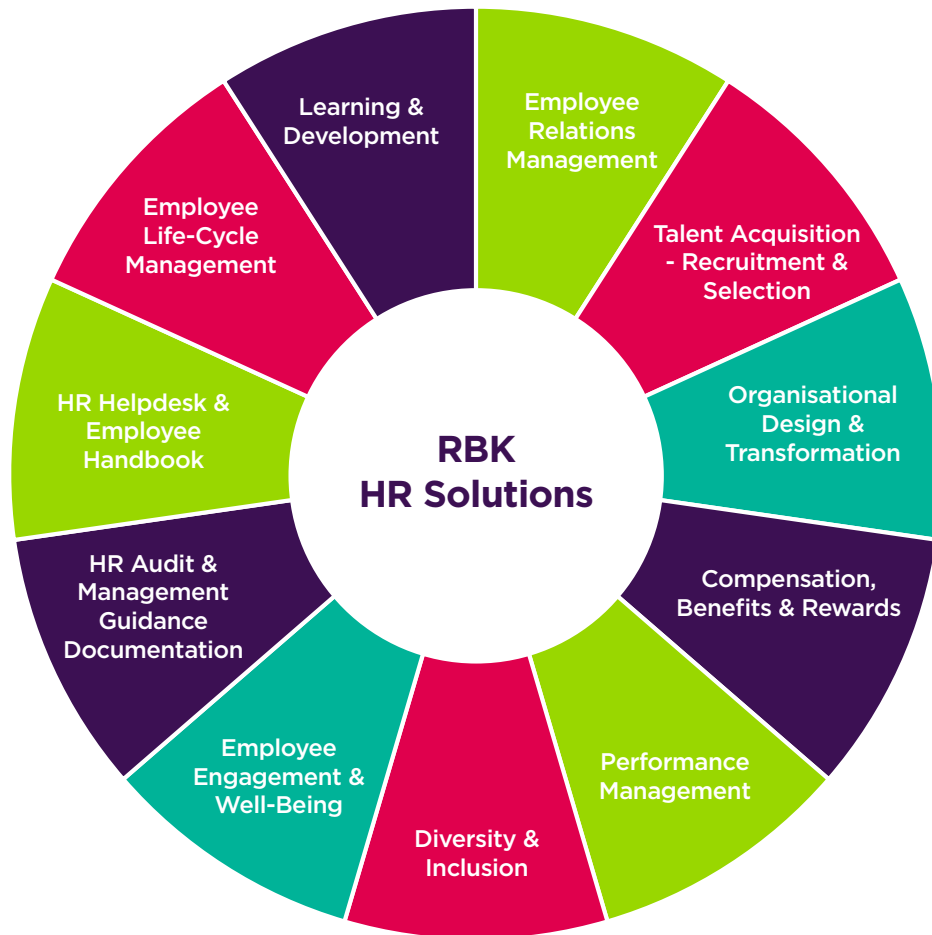 Learning &
Development
Employee
Relations
Management
Talent Acquisition
- Recruitment &
Selection
Organisational
Design &
Transformation
Compensation,
Benefits & Rewards
Performance
Management
Diversity &
Inclusion
Employee
Engagement &
Well-Being
HR Audit &
Management
Guidance
Documentation
HR Helpdesk &
Employee
Handbook
Employee
Life-Cycle
Management
RBK
HR Solutions